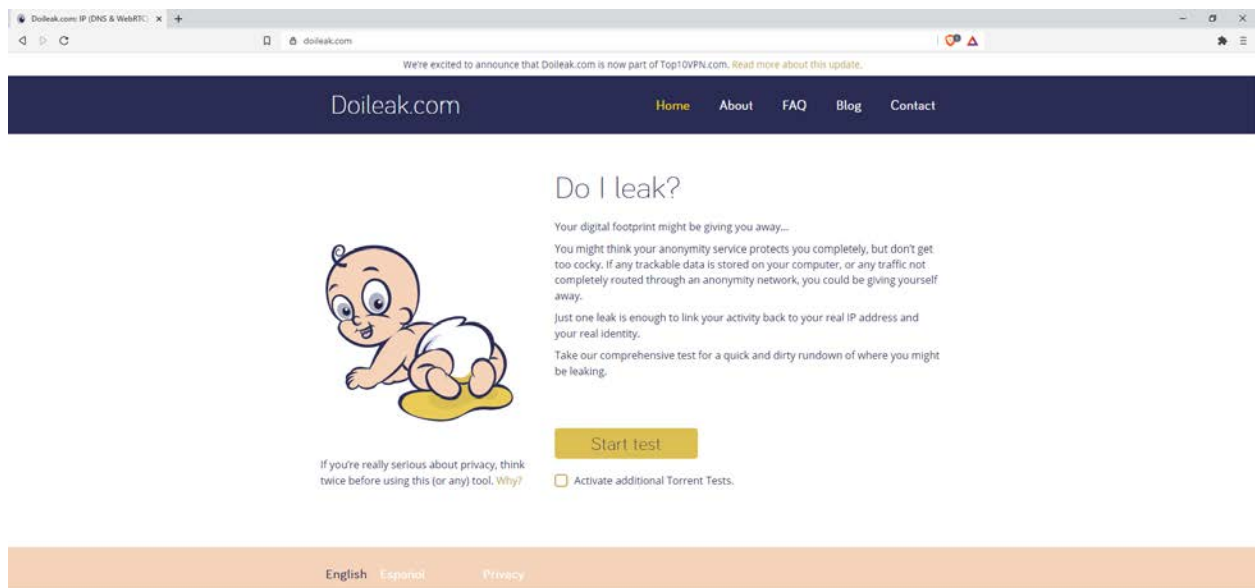 Doileak.com: IP (DNS & WebRTC)
doileak.com
We're excited to announce that Doileak.com is now part of Top10VPN.com. Read more about this update.
Doileak.com
Home About FAQ Blog Contact
Do I leak?
Your digital footprint might be giving you away...
You might think your anonymity service protects you completely, but don't get
too cocky. If any trackable data is stored on your computer, or any traffic not
completely routed through an anonymity network, you could be giving yourself
away.
Just one leak is enough to link your activity back to your real IP address and
your real identity.
Take our comprehensive test for a quick and dirty rundown of where you might
be leaking.
Start test
Activate additional Torrent Tests.
If you're really serious about privacy, think
twice before using this (or any) tool. Why?
English Español Privacy